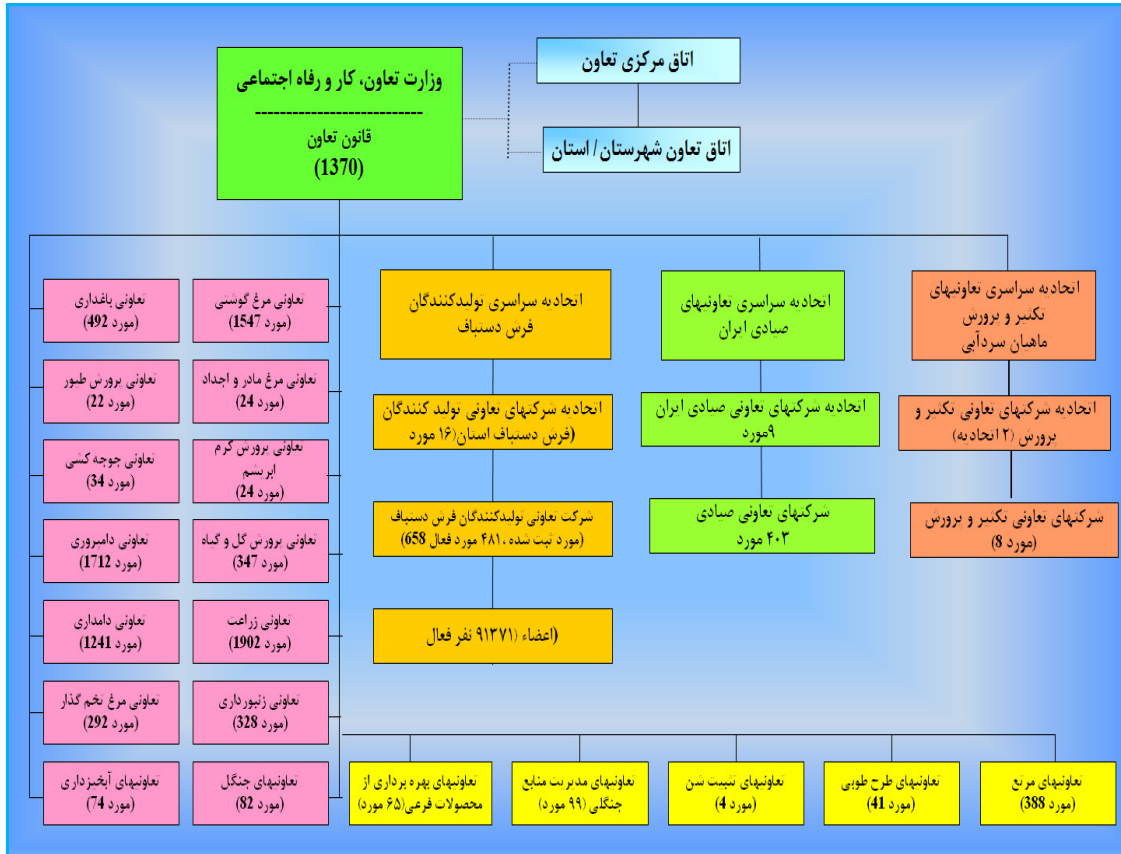 وزارت تعاون، کار و رفاه اجتماعی
---------------------------
قانون تعاون
(1370)
اتاق مرکزی تعاون
اتاق تعاون شهرستان / استان
اتحادیه سراسری تعاونیهای
تکثیر و پرورش
ماهیان سردآبی
اتحادیه شرکتهای تعاونی تکثیر و
پرورش (۲ اتحادیه)
شرکتهای تعاونی تکثیر و پرورش
(8 مورد)
اتحادیه سراسری تعاونیهای
صیادی ایران
اتحادیه شرکتهای تعاونی صیادی ایران
۹مورد
شرکتهای تعاونی صیادی
۴۰۳ مورد
اتحادیه سراسری تولیدکنندگان
فرش دستباف
اتحادیه شرکتهای تعاونی تولید کنندگان
(فرش دستباف استان(۱۶ مورد
شرکت تعاونی تولیدکنندگان فرش دستباف
(658 مورد ثبت شده ،۴۸۱ مورد فعال)
(اعضاء (۹۱۳۷۱ نفر فعال
تعاونی مرغ گوشتی
(1547 مورد)
تعاونی مرغ مادر و اجداد
(24 مورد)
تعاونی پرورش کرم
ابریشم
(24 مورد)
تعاونی پرورش گل و گیاه
(347 مورد)
تعاونی زراعت
(1902 مورد)
تعاونی زنبورداری
(328 مورد)
تعاونیهای جنگل
(82 مورد)
تعاونی باغداری
(492 مورد)
تعاونی پرورش طیور
(22 مورد)
تعاونی جوجه کشی
(34 مورد)
تعاونی دامپروری
(1712 مورد)
تعاونی دامداری
(1241 مورد)
تعاونی مرغ تخم گذار
(292 مورد)
تعاونیهای آبخیزداری
(74 مورد)
تعاونیهای مرتع
(388 مورد)
تعاونیهای طرح طوبی
(41 مورد)
تعاونیهای تثبیت شن
(4 مورد)
تعاونیهای مدیریت منابع
جنگلی (۹۹ مورد)
تعاونیهای بهره برداری از
محصولات فرعی(۶۵ مورد)